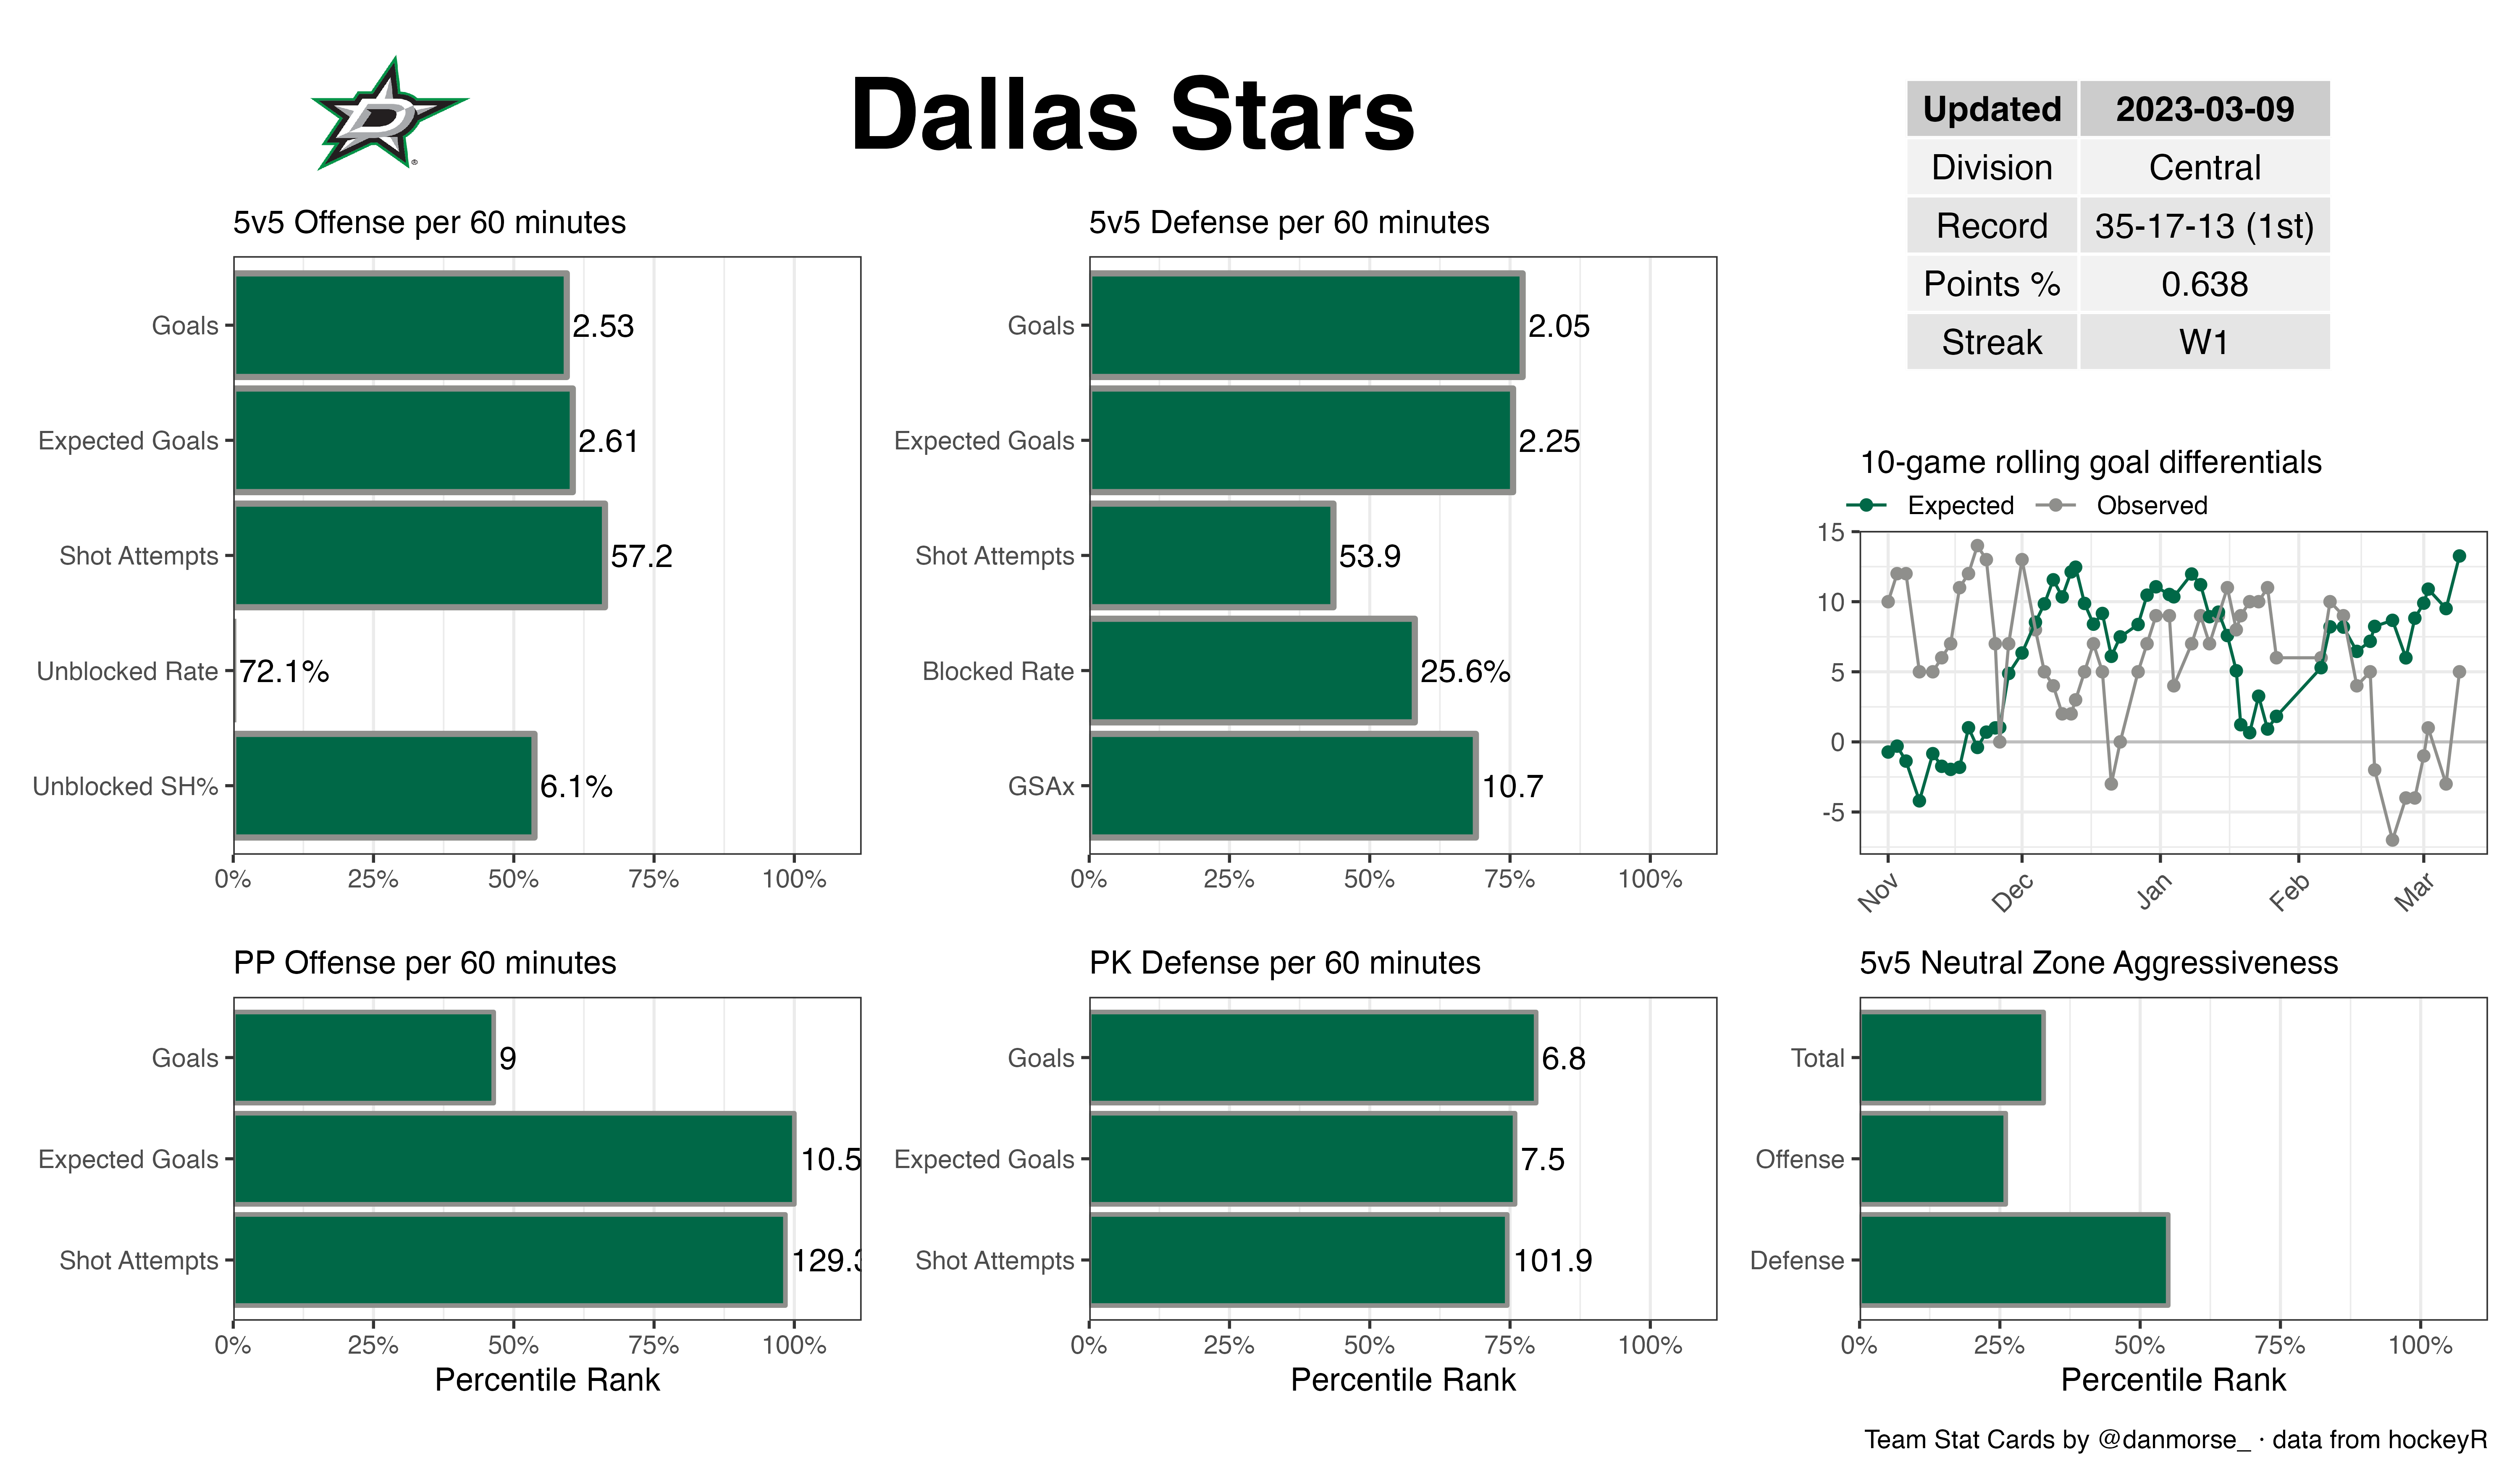 Dallas Stars
Updated 2023-03-09
Division Central
Record 35-17-13 (1st)
Points % 0.638
Streak W1
5v5 Offense per 60 minutes
Goals 2.53
Expected Goals 2.61
Shot Attempts 57.2
Unblocked Rate 72.1%
Unblocked SH% 6.1%
0% 25% 50% 75% 100%
5v5 Defense per 60 minutes
Goals 2.05
Expected Goals 2.25
Shot Attempts 53.9
Blocked Rate 25.6%
GSAx 10.7
0% 25% 50% 75% 100%
10-game rolling goal differentials
Expected Observed
15
10
5
0
-5
Nov Dec Jan Feb Mar
PP Offense per 60 minutes
Goals 9
Expected Goals 10.5
Shot Attempts 129.
0% 25% 50% 75% 100%
Percentile Rank
PK Defense per 60 minutes
Goals 6.8
Expected Goals 7.5
Shot Attempts 101.9
0% 25% 50% 75% 100%
Percentile Rank
5v5 Neutral Zone Aggressiveness
Total
Offense
Defense
0% 25% 50% 75% 100%
Percentile Rank
Team Stat Cards by @danmorse_ · data from hockeyR